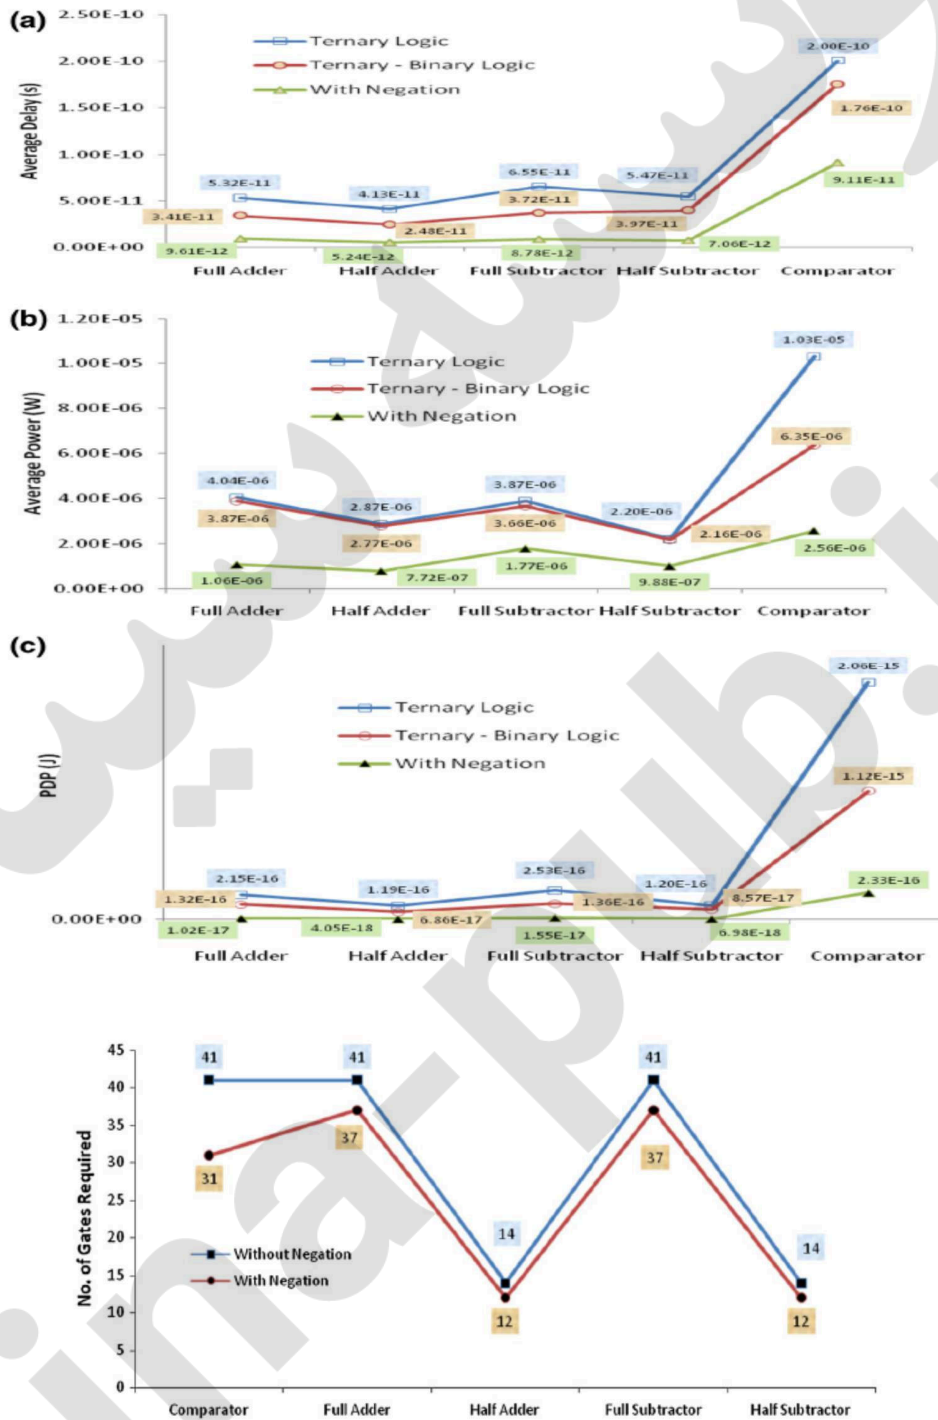 (a)
2.50E-10
2.00E-10
1.50E-10
1.00E-10
5.00E-11
0.00E+00
Average Delay (s)
Ternary Logic
Ternary - Binary Logic
With Negation
2.00E-10
1.76E-10
9.11E-11
5.32E-11
4.13E-11
6.55E-11
5.47E-11
3.41E-11
2.48E-11
3.72E-11
3.97E-11
9.61E-12
5.24E-12
8.78E-12
7.06E-12
Full Adder Half Adder Full Subtractor Half Subtractor Comparator
(b)
1.20E-05
1.00E-05
8.00E-06
6.00E-06
4.00E-06
2.00E-06
0.00E+00
Average Power (W)
Ternary Logic
Ternary - Binary Logic
With Negation
1.03E-05
6.35E-06
2.56E-06
4.04E-06
2.87E-06
3.87E-06
2.20E-06
3.87E-06
2.77E-06
3.66E-06
2.16E-06
1.06E-06
7.72E-07
1.77E-06
9.88E-07
Full Adder Half Adder Full Subtractor Half Subtractor Comparator
(c)
PDP (J)
0.00E+00
Ternary Logic
Ternary - Binary Logic
With Negation
2.06E-15
1.12E-15
2.33E-16
2.15E-16
1.19E-16
2.53E-16
1.20E-16
1.32E-16
6.86E-17
1.36E-16
8.57E-17
1.02E-17
4.05E-18
1.55E-17
6.98E-18
Full Adder Half Adder Full Subtractor Half Subtractor Comparator
45
40
35
30
25
20
15
10
5
0
No. of Gates Required
41 41 14 41 14
31 37 12 37 12
Without Negation
With Negation
Comparator Full Adder Half Adder Full Subtractor Half Subtractor
ina-pub.i